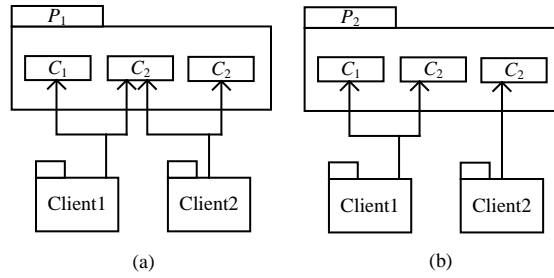 P₁
P₂
C₁ C₂ C₂
C₁ C₂ C₂
Client1 Client2
Client1 Client2
(a)
(b)